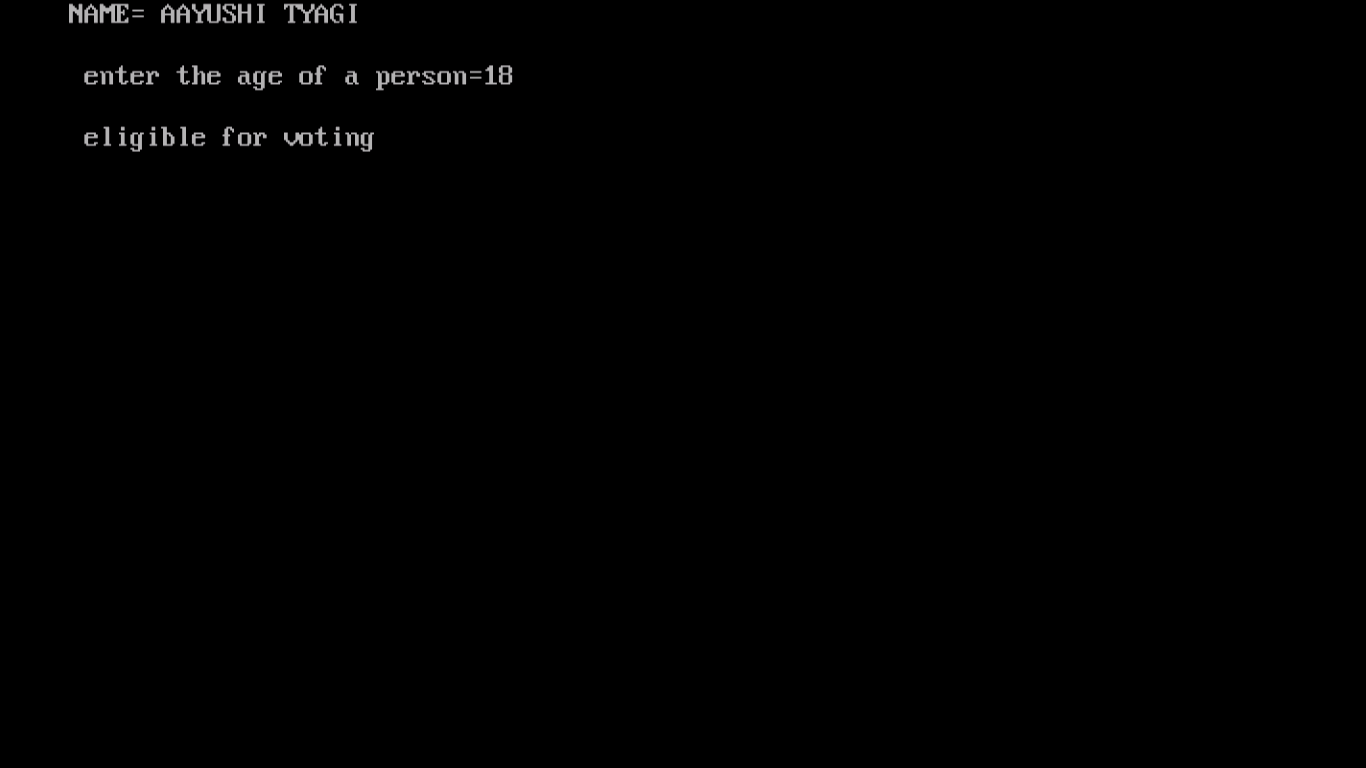 NAME= AAYUSHI TYAGI
enter the age of a person=18
eligible for voting